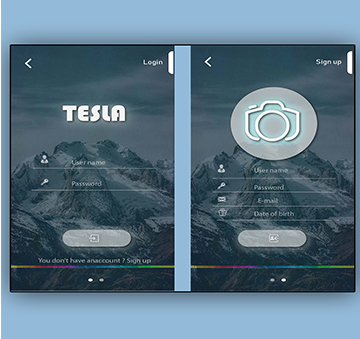 Login
TESLA
User name
Password
You don't have anaccount ? Sign up
Sign up
User name
Password
E-mail
Date of birth